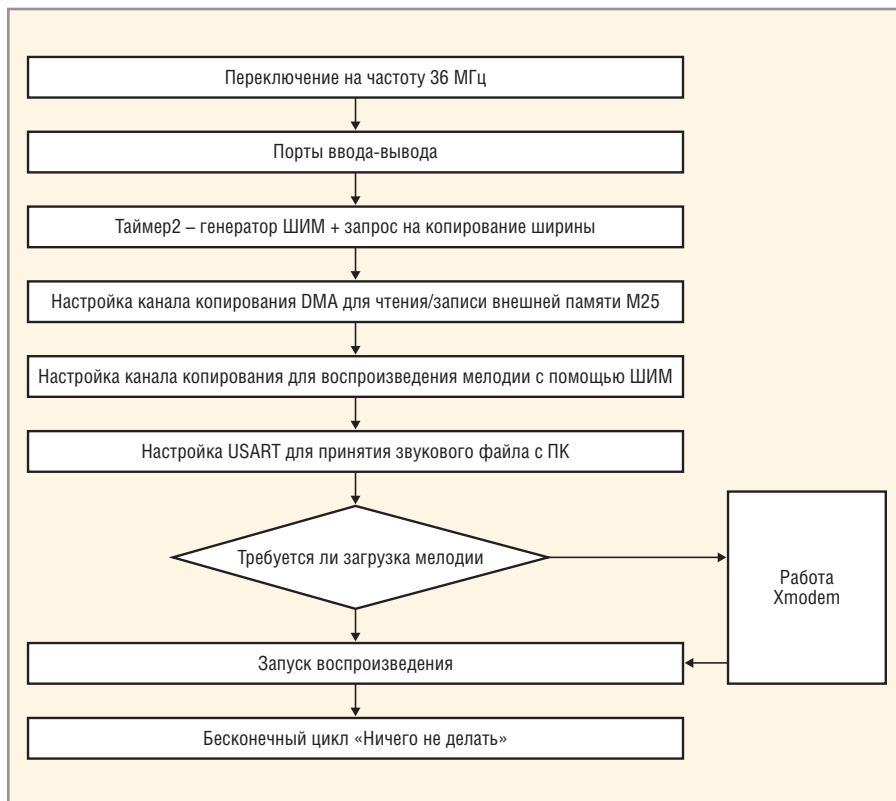 Переключение на частоту 36 МГц
Порты ввода-вывода
Таймер2 – генератор ШИМ + запрос на копирование ширины
Настройка канала копирования DMA для чтения/записи внешней памяти M25
Настройка канала копирования для воспроизведения мелодии с помощью ШИМ
Настройка USART для принятия звукового файла с ПК
Требуется ли загрузка мелодии
Работа
Xmodem
Запуск воспроизведения
Бесконечный цикл «Ничего не делать»